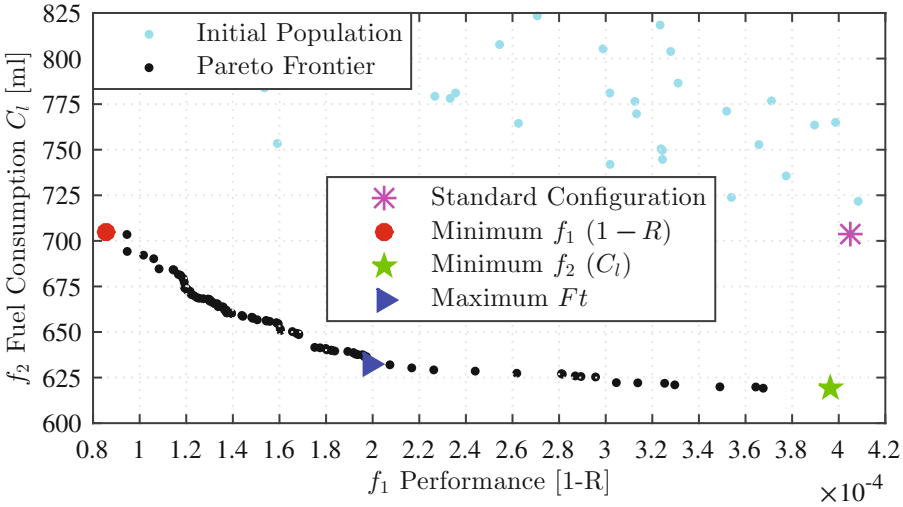 825
800
775
750
725
700
675
650
625
600
f₂ Fuel Consumption Cₗ [ml]
Initial Population
Pareto Frontier
Standard Configuration
Minimum f₁ (1 − R)
Minimum f₂ (Cₗ)
Maximum Ft
0.8 1 1.2 1.4 1.6 1.8 2 2.2 2.4 2.6 2.8 3 3.2 3.4 3.6 3.8 4 4.2
f₁ Performance [1-R]
×10⁻⁴